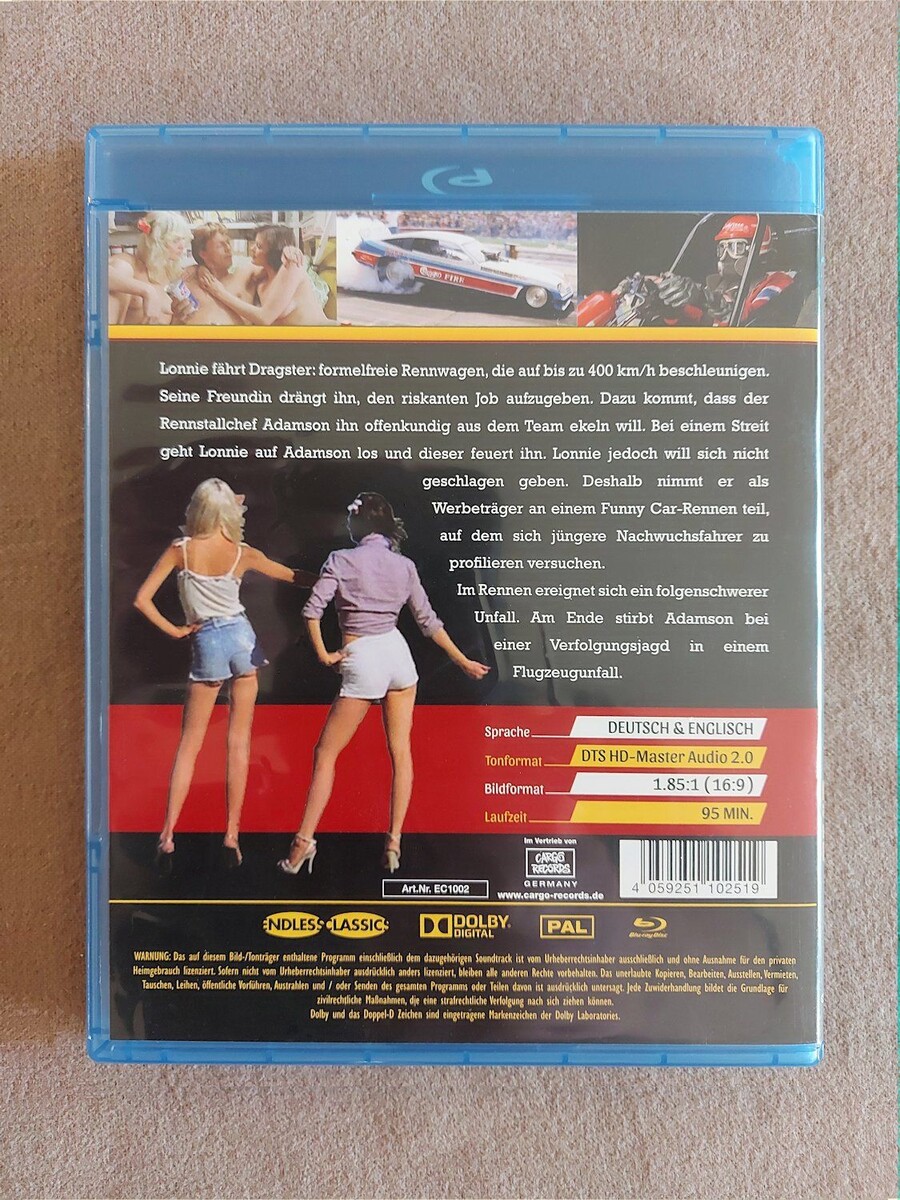 FIRE
Lonnie fährt Dragster: formelfreie Rennwagen, die auf bis zu 400 km/h beschleunigen.
Seine Freundin drängt ihn, den riskanten Job aufzugeben. Dazu kommt, dass der
Rennstallchef Adamson ihn offenkundig aus dem Team ekeln will. Bei einem Streit
geht Lonnie auf Adamson los und dieser feuert ihn. Lonnie jedoch will sich nicht
geschlagen geben. Deshalb nimmt er als
Werbeträger an einem Funny Car-Rennen teil,
auf dem sich jüngere Nachwuchsfahrer zu
profilieren versuchen.
Im Rennen ereignet sich ein folgenschwerer
Unfall. Am Ende stirbt Adamson bei
einer Verfolgungsjagd in einem
Flugzeugunfall.
Sprache DEUTSCH & ENGLISCH
Tonformat DTS HD-Master Audio 2.0
Bildformat 1.85:1 (16:9)
Laufzeit 95 MIN.
Im Vertrieb von
CARGO
RECORDS
GERMANY
www.cargo-records.de
Art.Nr. EC1002
4 059251 102519
ENDLESS CLASSICS
DOLBY
DIGITAL
PAL
Blu-ray Disc
WARNUNG: Das auf diesem Bild-/Tonträger enthaltene Programm einschließlich dem dazugehörigen Soundtrack ist vom Urheberrechtsinhaber ausschließlich und ohne Ausnahme für den privaten
Heimgebrauch lizenziert. Sofern nicht vom Urheberrechtsinhaber ausdrücklich anders lizenziert, bleiben alle anderen Rechte vorbehalten. Das unerlaubte Kopieren, Bearbeiten, Ausstellen, Vermieten,
Tauschen, Leihen, öffentliche Vorführen, Austrahlen und / oder Senden des gesamten Programms oder Teilen davon ist ausdrücklich untersagt. Jede Zuwiderhandlung bildet die Grundlage für
zivilrechtliche Maßnahmen, die eine strafrechtliche Verfolgung nach sich ziehen können.
Dolby und das Doppel-D Zeichen sind eingetragene Markenzeichen der Dolby Laboratories.